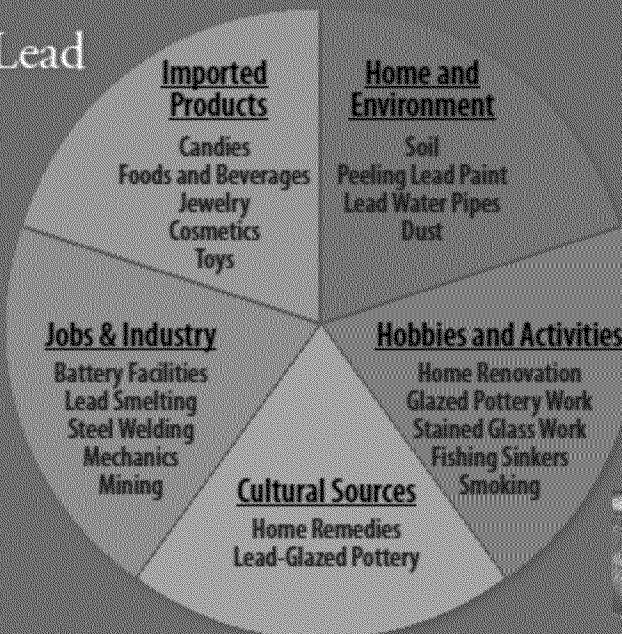 Lead
Imported
Products
Candies
Foods and Beverages
Jewelry
Cosmetics
Toys
Home and
Environment
Soil
Peeling Lead Paint
Lead Water Pipes
Dust
Hobbies and Activities
Home Renovation
Glazed Pottery Work
Stained Glass Work
Fishing Sinkers
Smoking
Cultural Sources
Home Remedies
Lead-Glazed Pottery
Jobs & Industry
Battery Facilities
Lead Smelting
Steel Welding
Mechanics
Mining